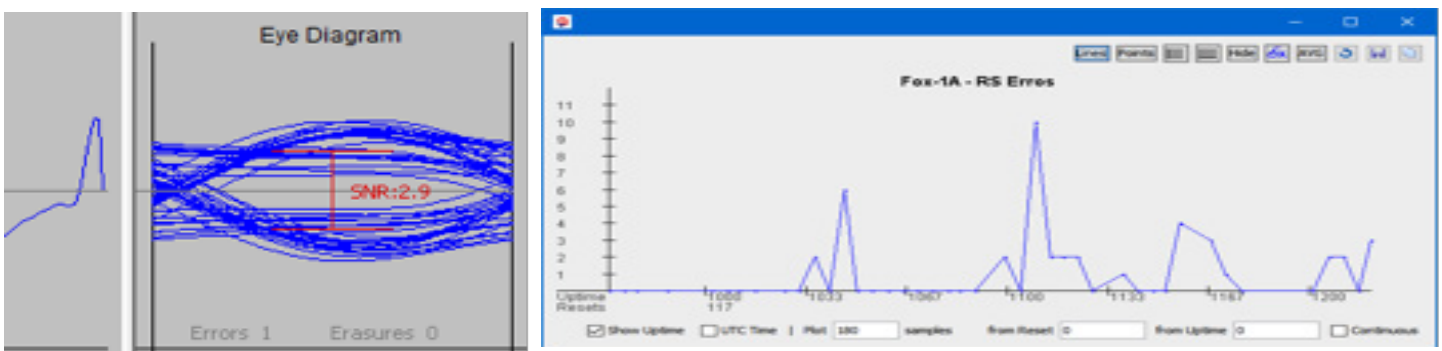 Eye Diagram
SNR:2.9
Errors 1 Erasures 0
Lines Points Hide AVG
Fox-1A - RS Erros
11
10
9
8
7
6
5
4
3
2
1
Uptime 1000 1033 1067 1100 1133 1167 1200
Resets 117
Show Uptime UTC Time | Plot 180 samples from Reset 0 from Uptime 0 Continuous